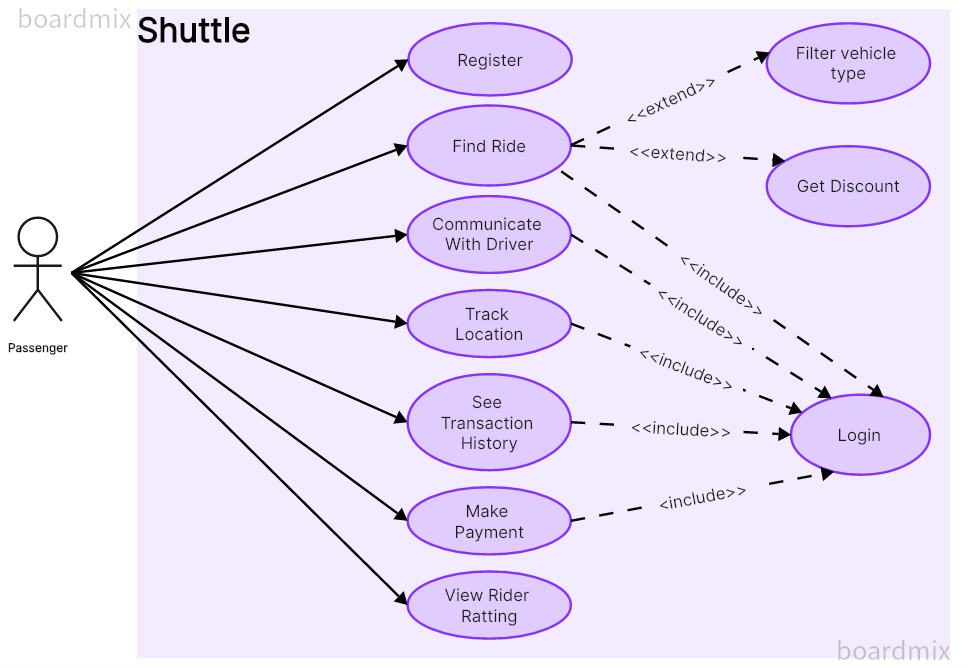 boardmix
Shuttle
Register
Filter vehicle
type
<<extend>>
Find Ride
<<extend>>
Get Discount
Communicate
With Driver
<<include>>
<<include>>
Track
Location
<<include>>
Passenger
See
Transaction
History
<<include>>
Login
Make
Payment
<include>>
View Rider
Ratting
boardmix